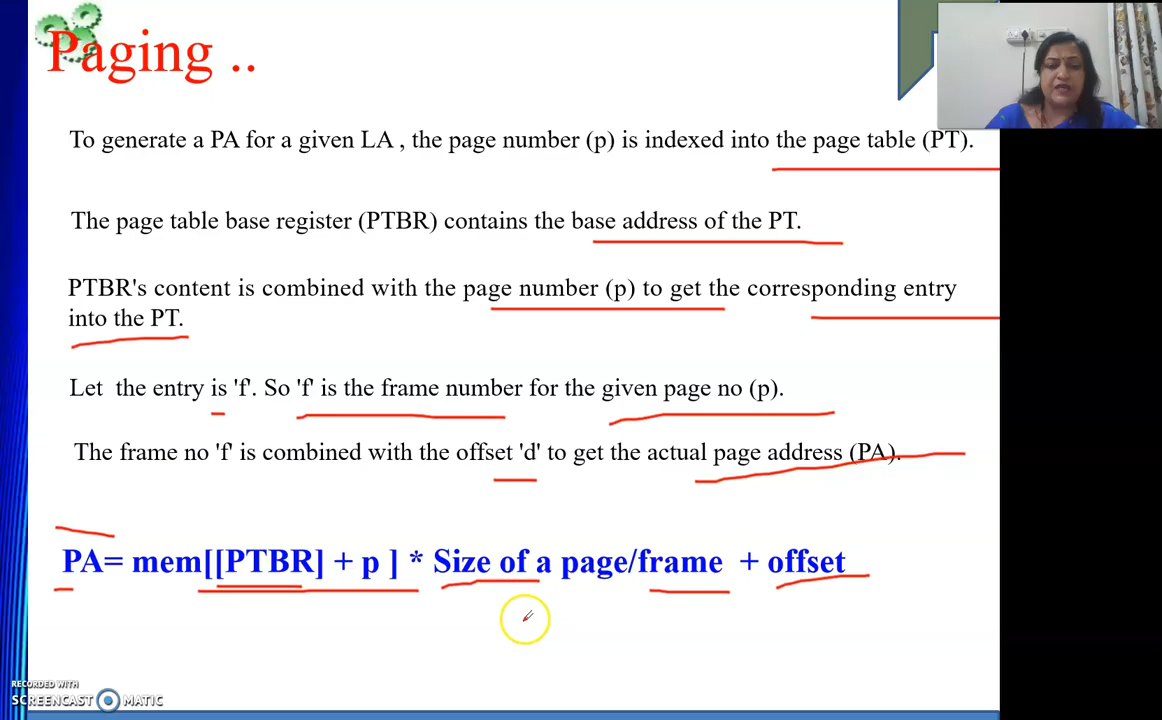 Paging ..
To generate a PA for a given LA , the page number (p) is indexed into the page table (PT).
The page table base register (PTBR) contains the base address of the PT.
PTBR's content is combined with the page number (p) to get the corresponding entry
into the PT.
Let the entry is 'f'. So 'f' is the frame number for the given page no (p).
The frame no 'f' is combined with the offset 'd' to get the actual page address (PA).
PA= mem[[PTBR] + p ] * Size of a page/frame + offset
RECORDED WITH
SCREENCAST MATIC